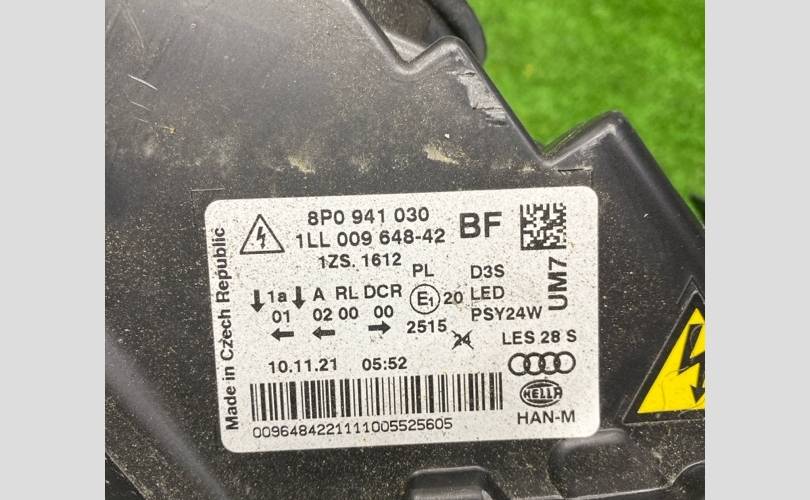 8P0 941 030
BF
1LL 009 648-42
1ZS. 1612
PL
D3S
1a
A
RL
DCR
E1
20
LED
01
02
00
00
PSY24W
UM7
2515
24
LES 28 S
10.11.21
05:52
HELLA
HAN-M
0096484221111005525605
Made in Czech Republic